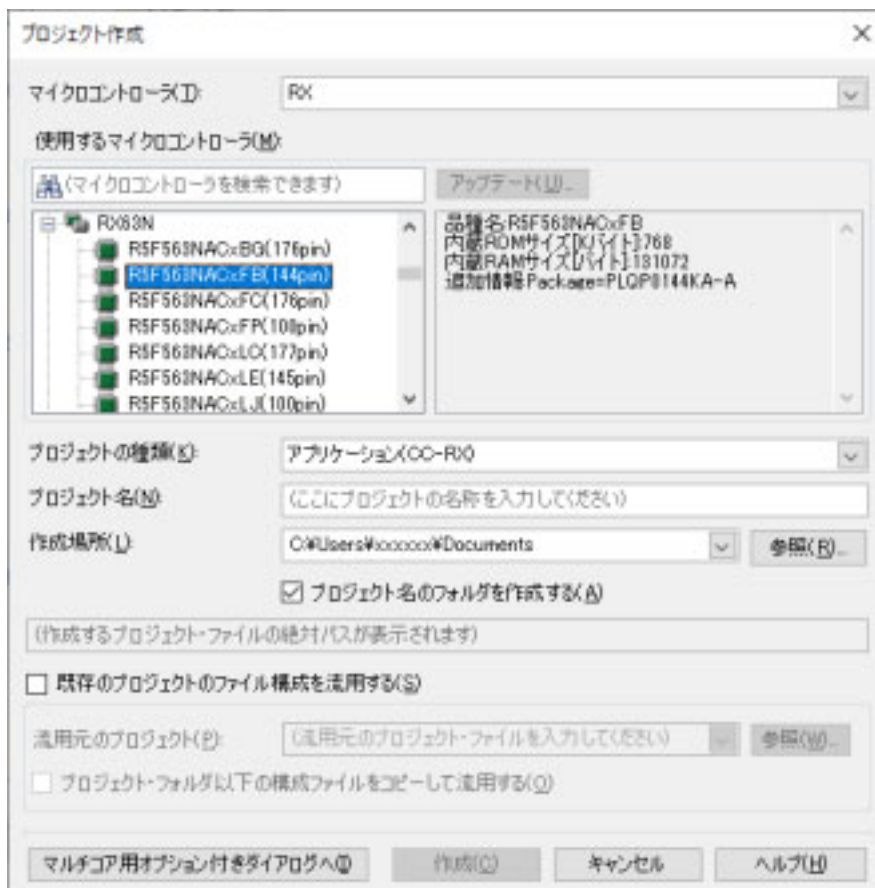 プロジェクト作成
マイクロコントローラ(T):
RX
使用するマイクロコントローラ(M):
(マイクロコントローラを検索できます)
アップデート(U)...
RX63N
R5F563NACxBG(176pin)
R5F563NACxFB(144pin)
R5F563NACxFC(176pin)
R5F563NACxFP(100pin)
R5F563NACxLC(177pin)
R5F563NACxLE(145pin)
R5F563NACxLJ(100pin)
品種名:R5F563NACxFB
内蔵ROMサイズ[Kバイト]:768
内蔵RAMサイズ[バイト]:131072
追加情報:Package=PLQP0144KA-A
プロジェクトの種類(K):
アプリケーション(CC-RX)
プロジェクト名(N):
(ここにプロジェクトの名称を入力してください)
作成場所(L):
C:¥Users¥xxxxxx¥Documents
参照(R)...
プロジェクト名のフォルダを作成する(A)
(作成するプロジェクト・ファイルの絶対パスが表示されます)
既存のプロジェクトのファイル構成を流用する(S)
流用元のプロジェクト(P):
(流用元のプロジェクト・ファイルを入力してください)
参照(W)...
プロジェクト・フォルダ以下の構成ファイルをコピーして流用する(O)
マルチコア用オプション付きダイアログへ(I)
作成(C)
キャンセル
ヘルプ(H)